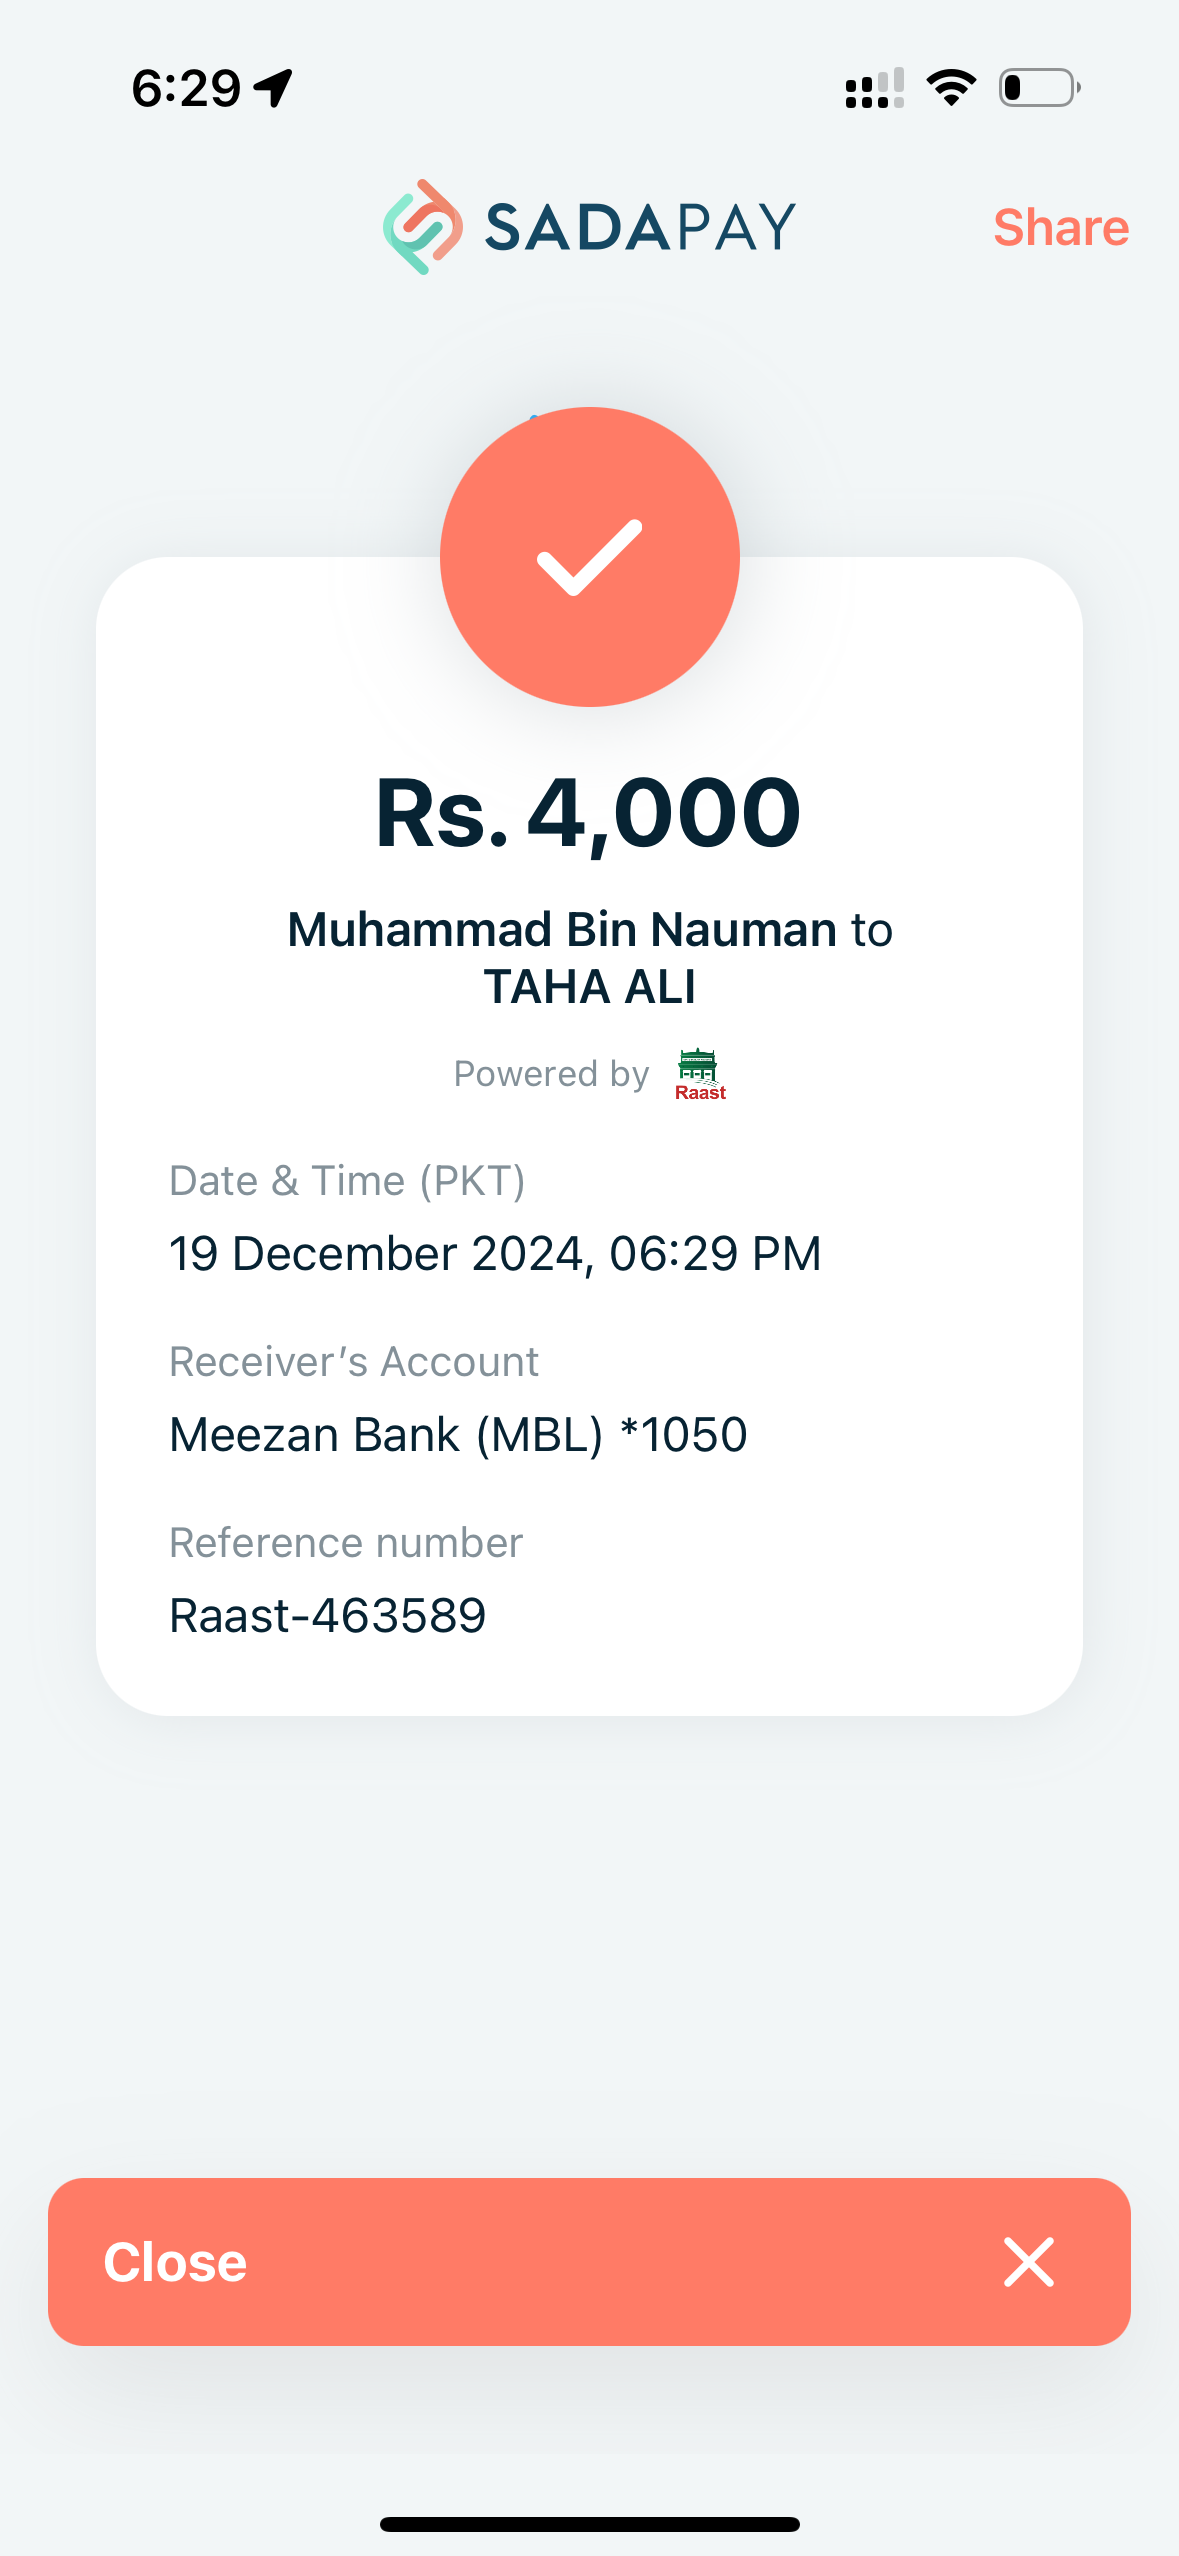 6:29
SADAPAY
Share
Rs. 4,000
Muhammad Bin Nauman to
TAHA ALI
Powered by Raast
Date & Time (PKT)
19 December 2024, 06:29 PM
Receiver’s Account
Meezan Bank (MBL) *1050
Reference number
Raast-463589
Close